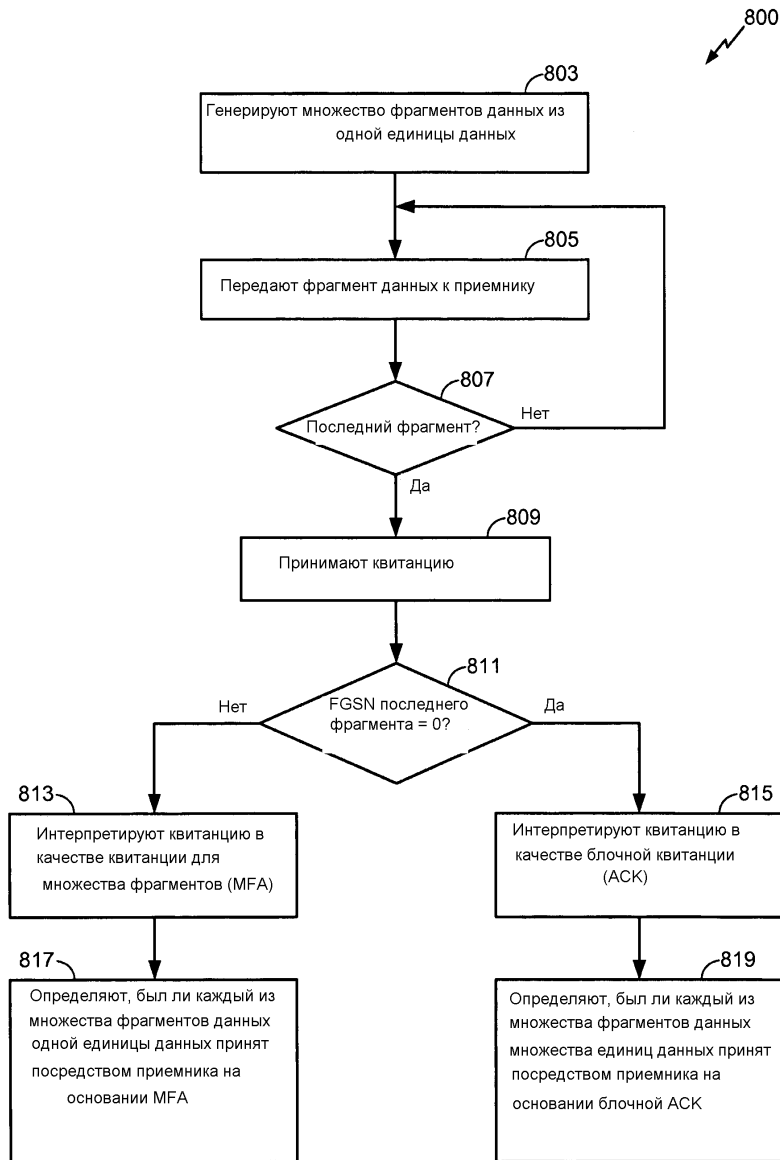 800
803
Генерируют множество фрагментов данных из
одной единицы данных
805
Передают фрагмент данных к приемнику
807
Последний фрагмент?
Нет
Да
809
Принимают квитанцию
811
FGSN последнего
фрагмента = 0?
Нет
Да
813
Интерпретируют квитанцию в
качестве квитанции для
множества фрагментов (MFA)
815
Интерпретируют квитанцию в
качестве блочной квитанции
(ACK)
817
Определяют, был ли каждый из
множества фрагментов данных
одной единицы данных принят
посредством приемника на
основании MFA
819
Определяют, был ли каждый из
множества фрагментов данных
множества единиц данных принят
посредством приемника на
основании блочной ACK